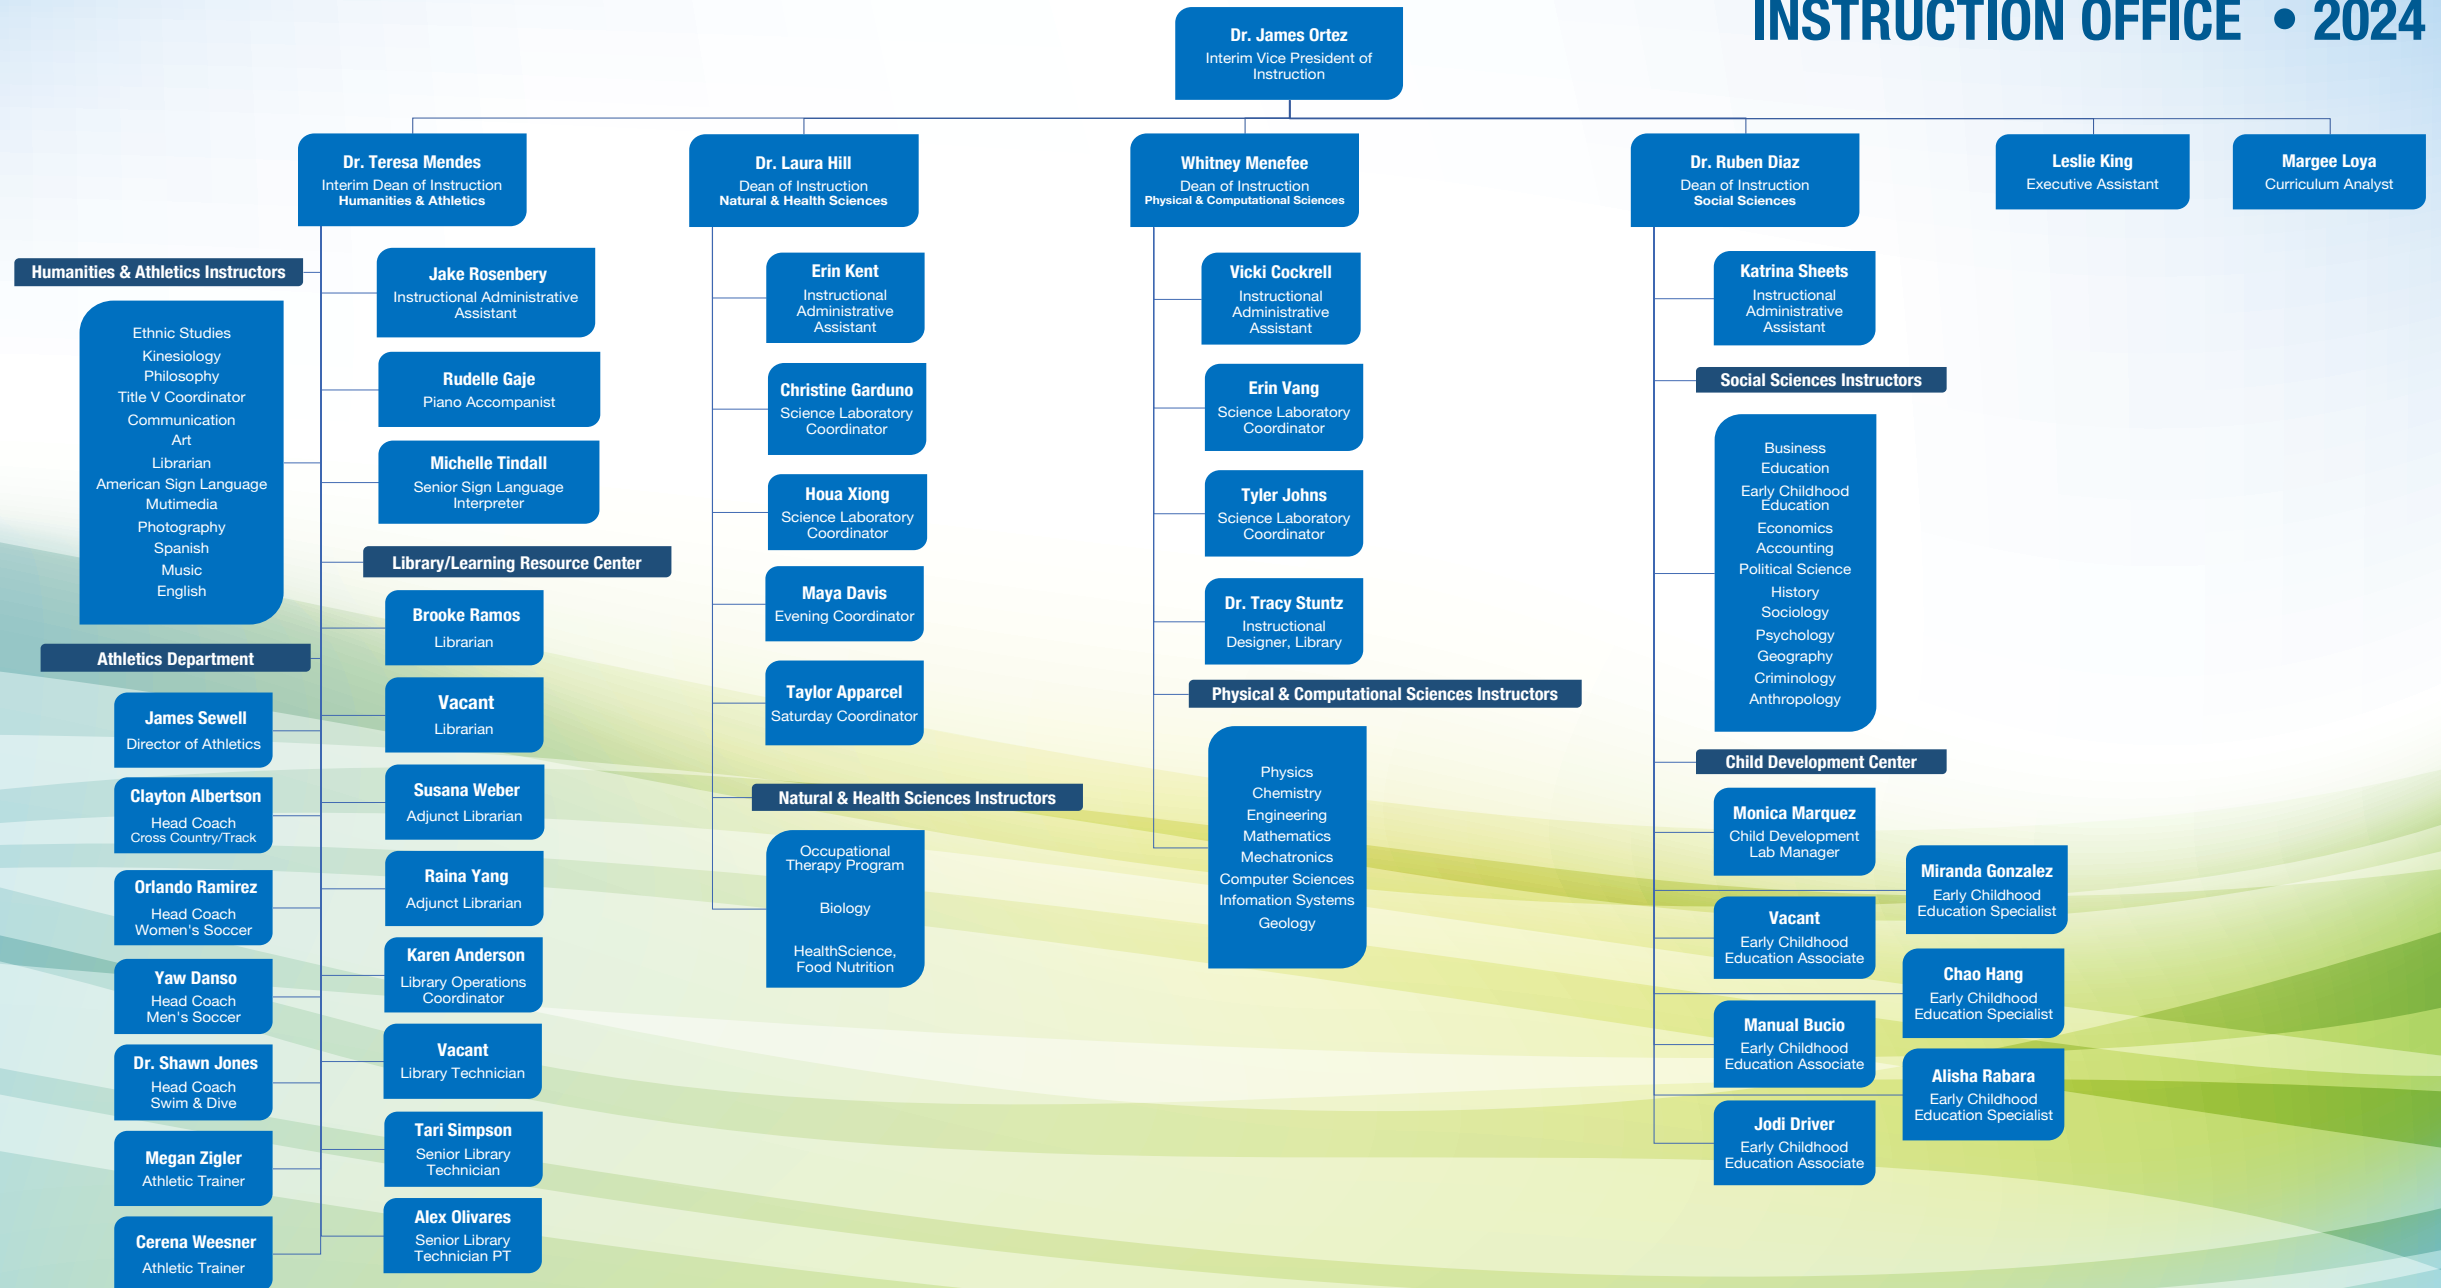 INSTRUCTION OFFICE • 2024
Dr. James Ortez
Interim Vice President of
Instruction
Dr. Teresa Mendes
Interim Dean of Instruction
Humanities & Athletics
Dr. Laura Hill
Dean of Instruction
Natural & Health Sciences
Whitney Menefee
Dean of Instruction
Physical & Computational Sciences
Dr. Ruben Diaz
Dean of Instruction
Social Sciences
Leslie King
Executive Assistant
Margee Loya
Curriculum Analyst
Humanities & Athletics Instructors
Ethnic Studies
Kinesiology
Philosophy
Title V Coordinator
Communication
Art
Librarian
American Sign Language
Mutimedia
Photography
Spanish
Music
English
Athletics Department
James Sewell
Director of Athletics
Clayton Albertson
Head Coach
Cross Country/Track
Orlando Ramirez
Head Coach
Women's Soccer
Yaw Danso
Head Coach
Men's Soccer
Dr. Shawn Jones
Head Coach
Swim & Dive
Megan Zigler
Athletic Trainer
Cerena Weesner
Athletic Trainer
Jake Rosenbery
Instructional Administrative
Assistant
Rudelle Gaje
Piano Accompanist
Michelle Tindall
Senior Sign Language
Interpreter
Library/Learning Resource Center
Brooke Ramos
Librarian
Vacant
Librarian
Susana Weber
Adjunct Librarian
Raina Yang
Adjunct Librarian
Karen Anderson
Library Operations
Coordinator
Vacant
Library Technician
Tari Simpson
Senior Library
Technician
Alex Olivares
Senior Library
Technician PT
Erin Kent
Instructional
Administrative
Assistant
Christine Garduno
Science Laboratory
Coordinator
Houa Xiong
Science Laboratory
Coordinator
Maya Davis
Evening Coordinator
Taylor Apparcel
Saturday Coordinator
Natural & Health Sciences Instructors
Occupational
Therapy Program
Biology
HealthScience,
Food Nutrition
Vicki Cockrell
Instructional
Administrative
Assistant
Erin Vang
Science Laboratory
Coordinator
Tyler Johns
Science Laboratory
Coordinator
Dr. Tracy Stuntz
Instructional
Designer, Library
Physical & Computational Sciences Instructors
Physics
Chemistry
Engineering
Mathematics
Mechatronics
Computer Sciences
Infomation Systems
Geology
Katrina Sheets
Instructional
Administrative
Assistant
Social Sciences Instructors
Business
Education
Early Childhood
Education
Economics
Accounting
Political Science
History
Sociology
Psychology
Geography
Criminology
Anthropology
Child Development Center
Monica Marquez
Child Development
Lab Manager
Miranda Gonzalez
Early Childhood
Education Specialist
Vacant
Early Childhood
Education Associate
Chao Hang
Early Childhood
Education Specialist
Manual Bucio
Early Childhood
Education Associate
Alisha Rabara
Early Childhood
Education Specialist
Jodi Driver
Early Childhood
Education Associate